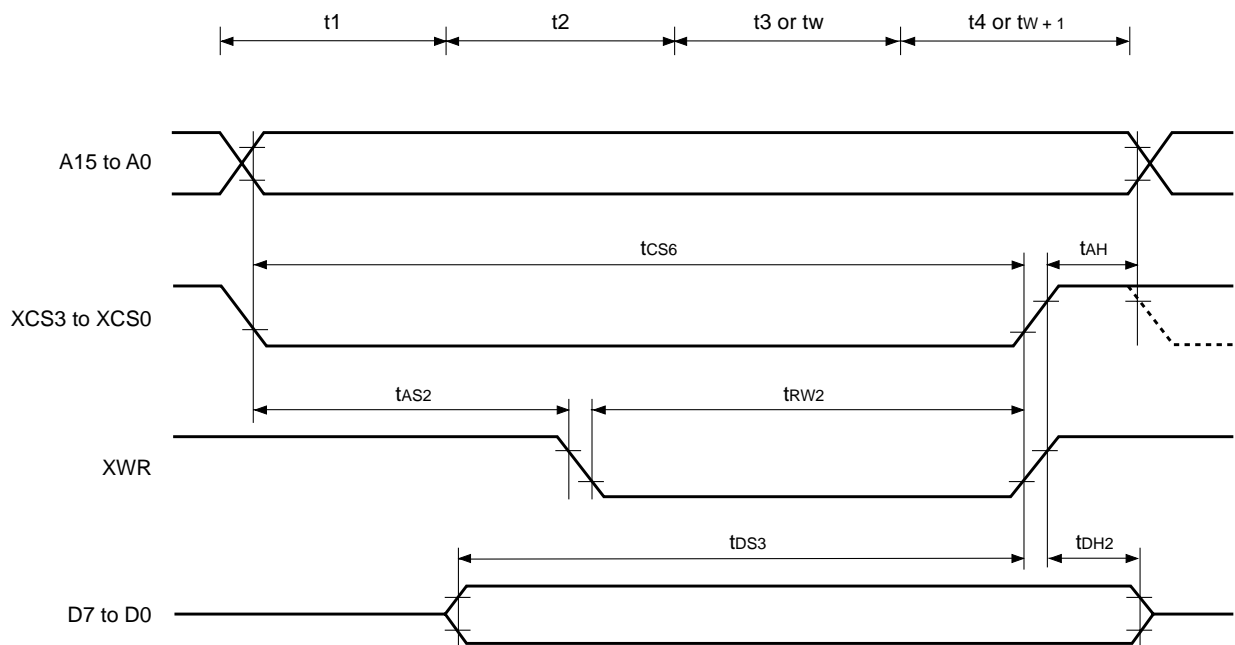 t1 t2 t3 or tw t4 or tW + 1
A15 to A0
tCS6 tAH
XCS3 to XCS0
tAS2 tRW2
XWR
tDS3 tDH2
D7 to D0